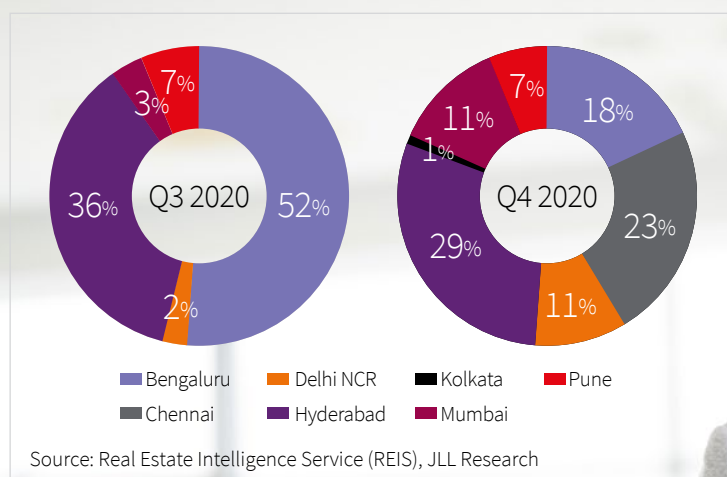 7%
3%
36%
Q3 2020
52%
2%
7%
18%
11%
1%
Q4 2020
23%
29%
11%
Bengaluru
Delhi NCR
Kolkata
Pune
Chennai
Hyderabad
Mumbai
Source: Real Estate Intelligence Service (REIS), JLL Research